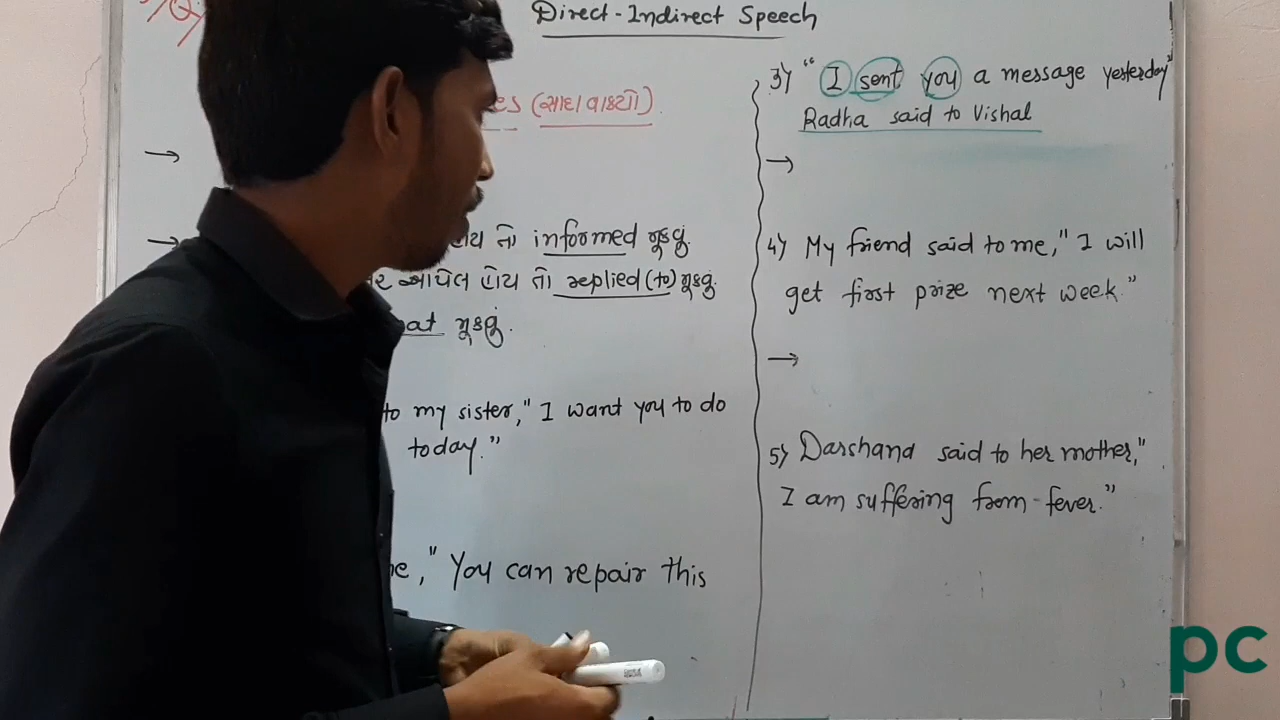 Direct-Indirect Speech
(સાદા વાક્યો).
→
→ હોય તો informed મૂકવું.
આપેલ હોય તો replied (to) મૂકવું.
મૂકવું.
to my sister," I want you to do
today."
" You can repair this
3) " I sent you a message yesterday"
Radha said to Vishal
→
4) My friend said to me," I will
get first prize next week."
→
5) Darshana said to her mother,"
I am suffering from fever."
pc